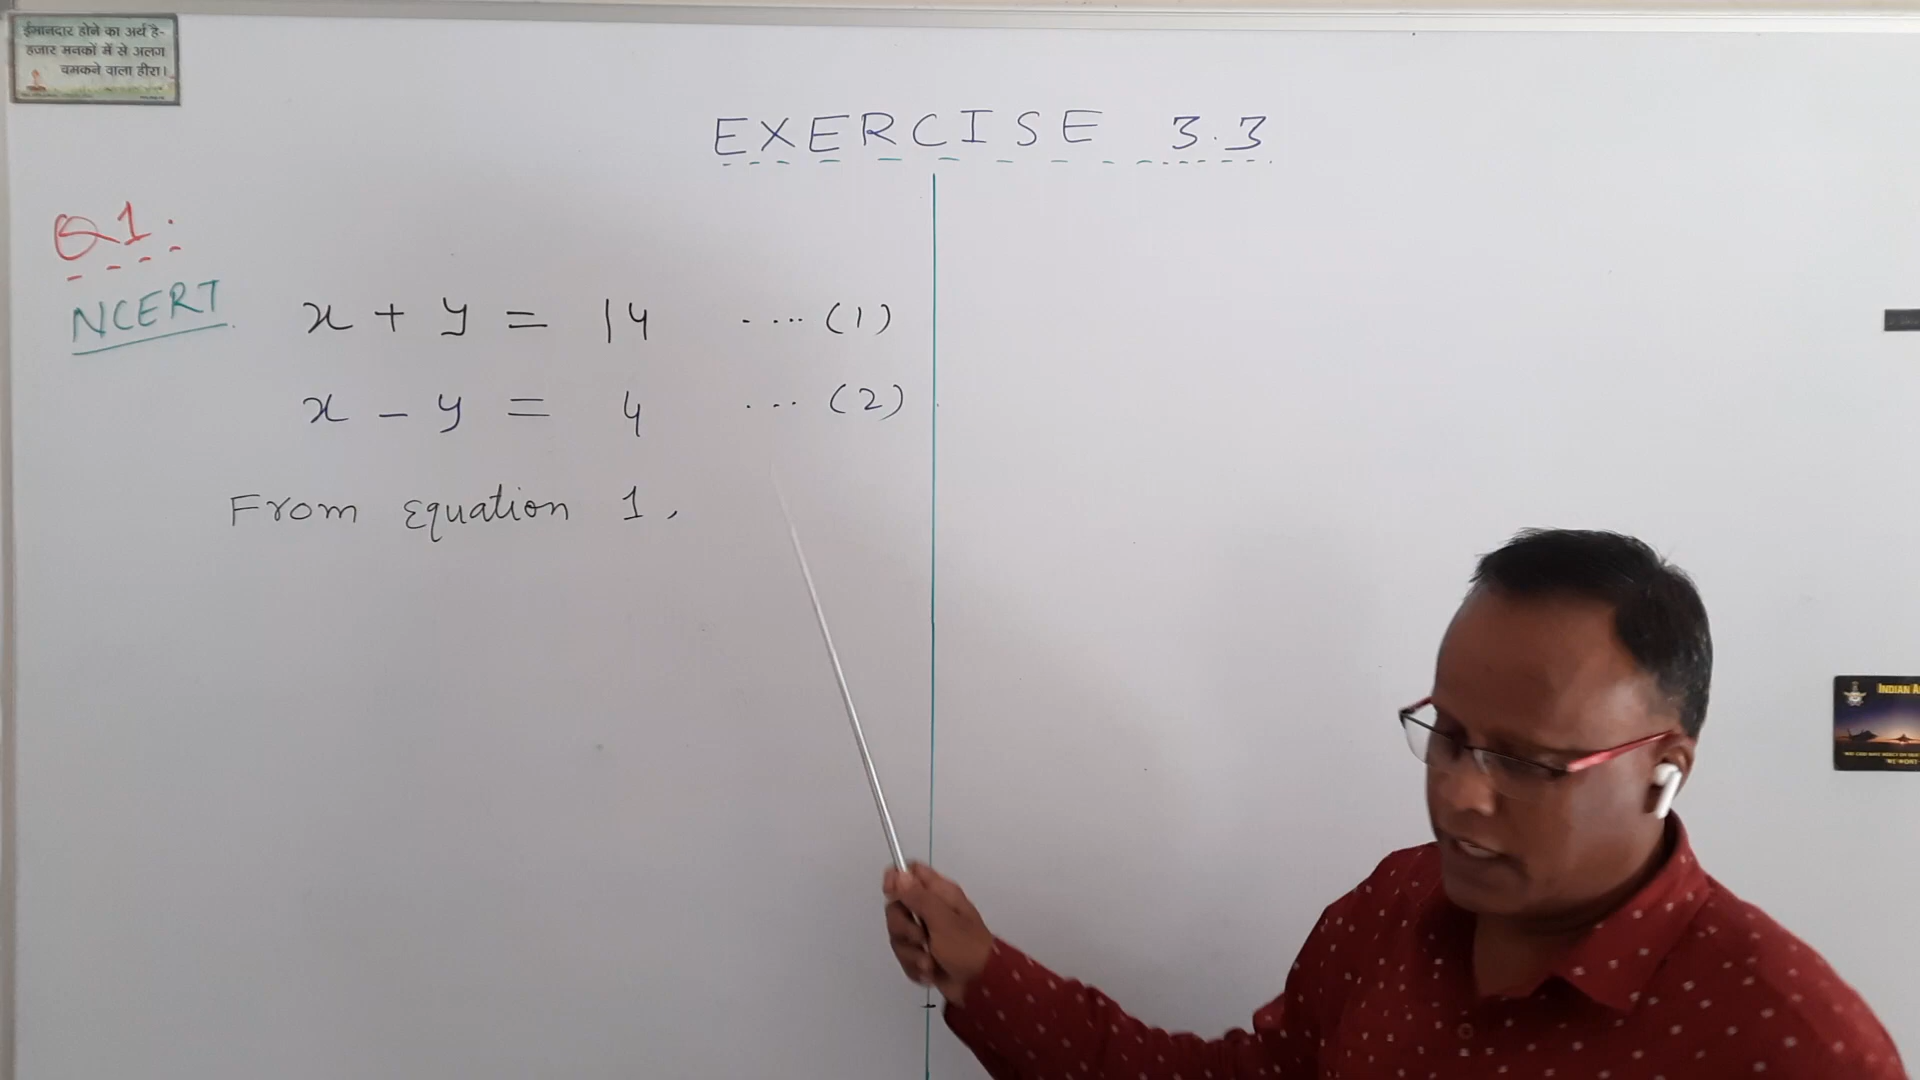 ईमानदार होने का अर्थ है-
हजार मनकों में से अलग
चमकने वाला हीरा।
EXERCISE 3.3
Q1:
NCERT
x + y = 14 .... (1)
x - y = 4 ... (2)
From Equation 1,
INDIAN A